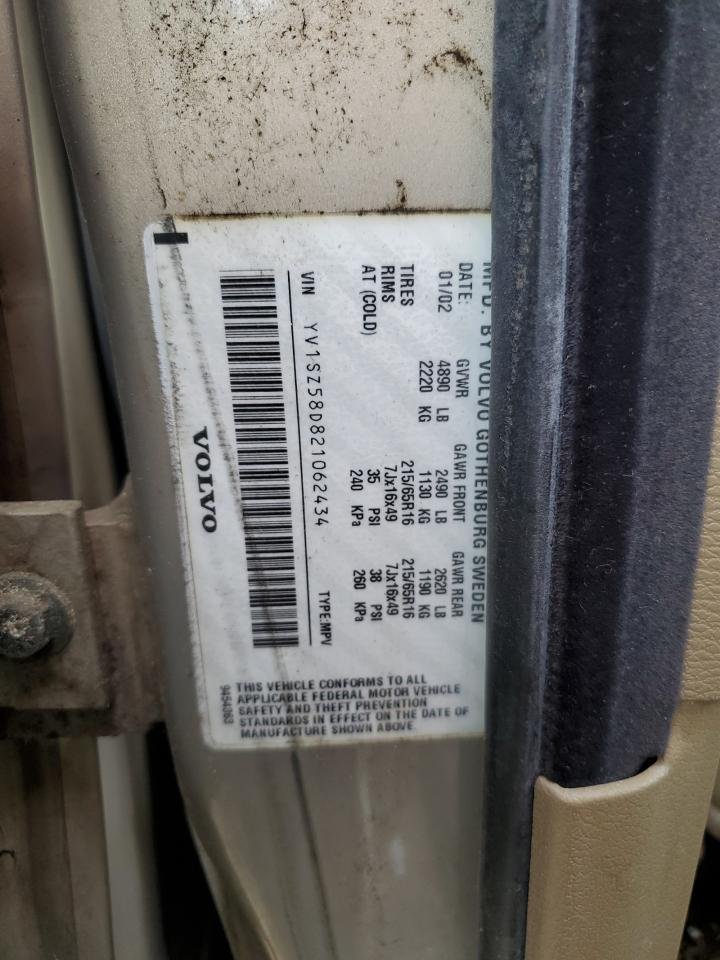 MFD. BY VOLVO GOTHENBURG SWEDEN
DATE: GVWR GAWR FRONT GAWR REAR
01/02 4890 LB 2490 LB 2620 LB
2220 KG 1130 KG 1190 KG
TIRES 215/65R16 215/65R16
RIMS 7Jx16x49 7Jx16x49
AT (COLD) 35 PSI 38 PSI
240 KPa 260 KPa
VIN YV1SZ58D821062434 TYPE:MPV
VOLVO
THIS VEHICLE CONFORMS TO ALL
APPLICABLE FEDERAL MOTOR VEHICLE
SAFETY AND THEFT PREVENTION
STANDARDS IN EFFECT ON THE DATE OF
MANUFACTURE SHOWN ABOVE.
9454363